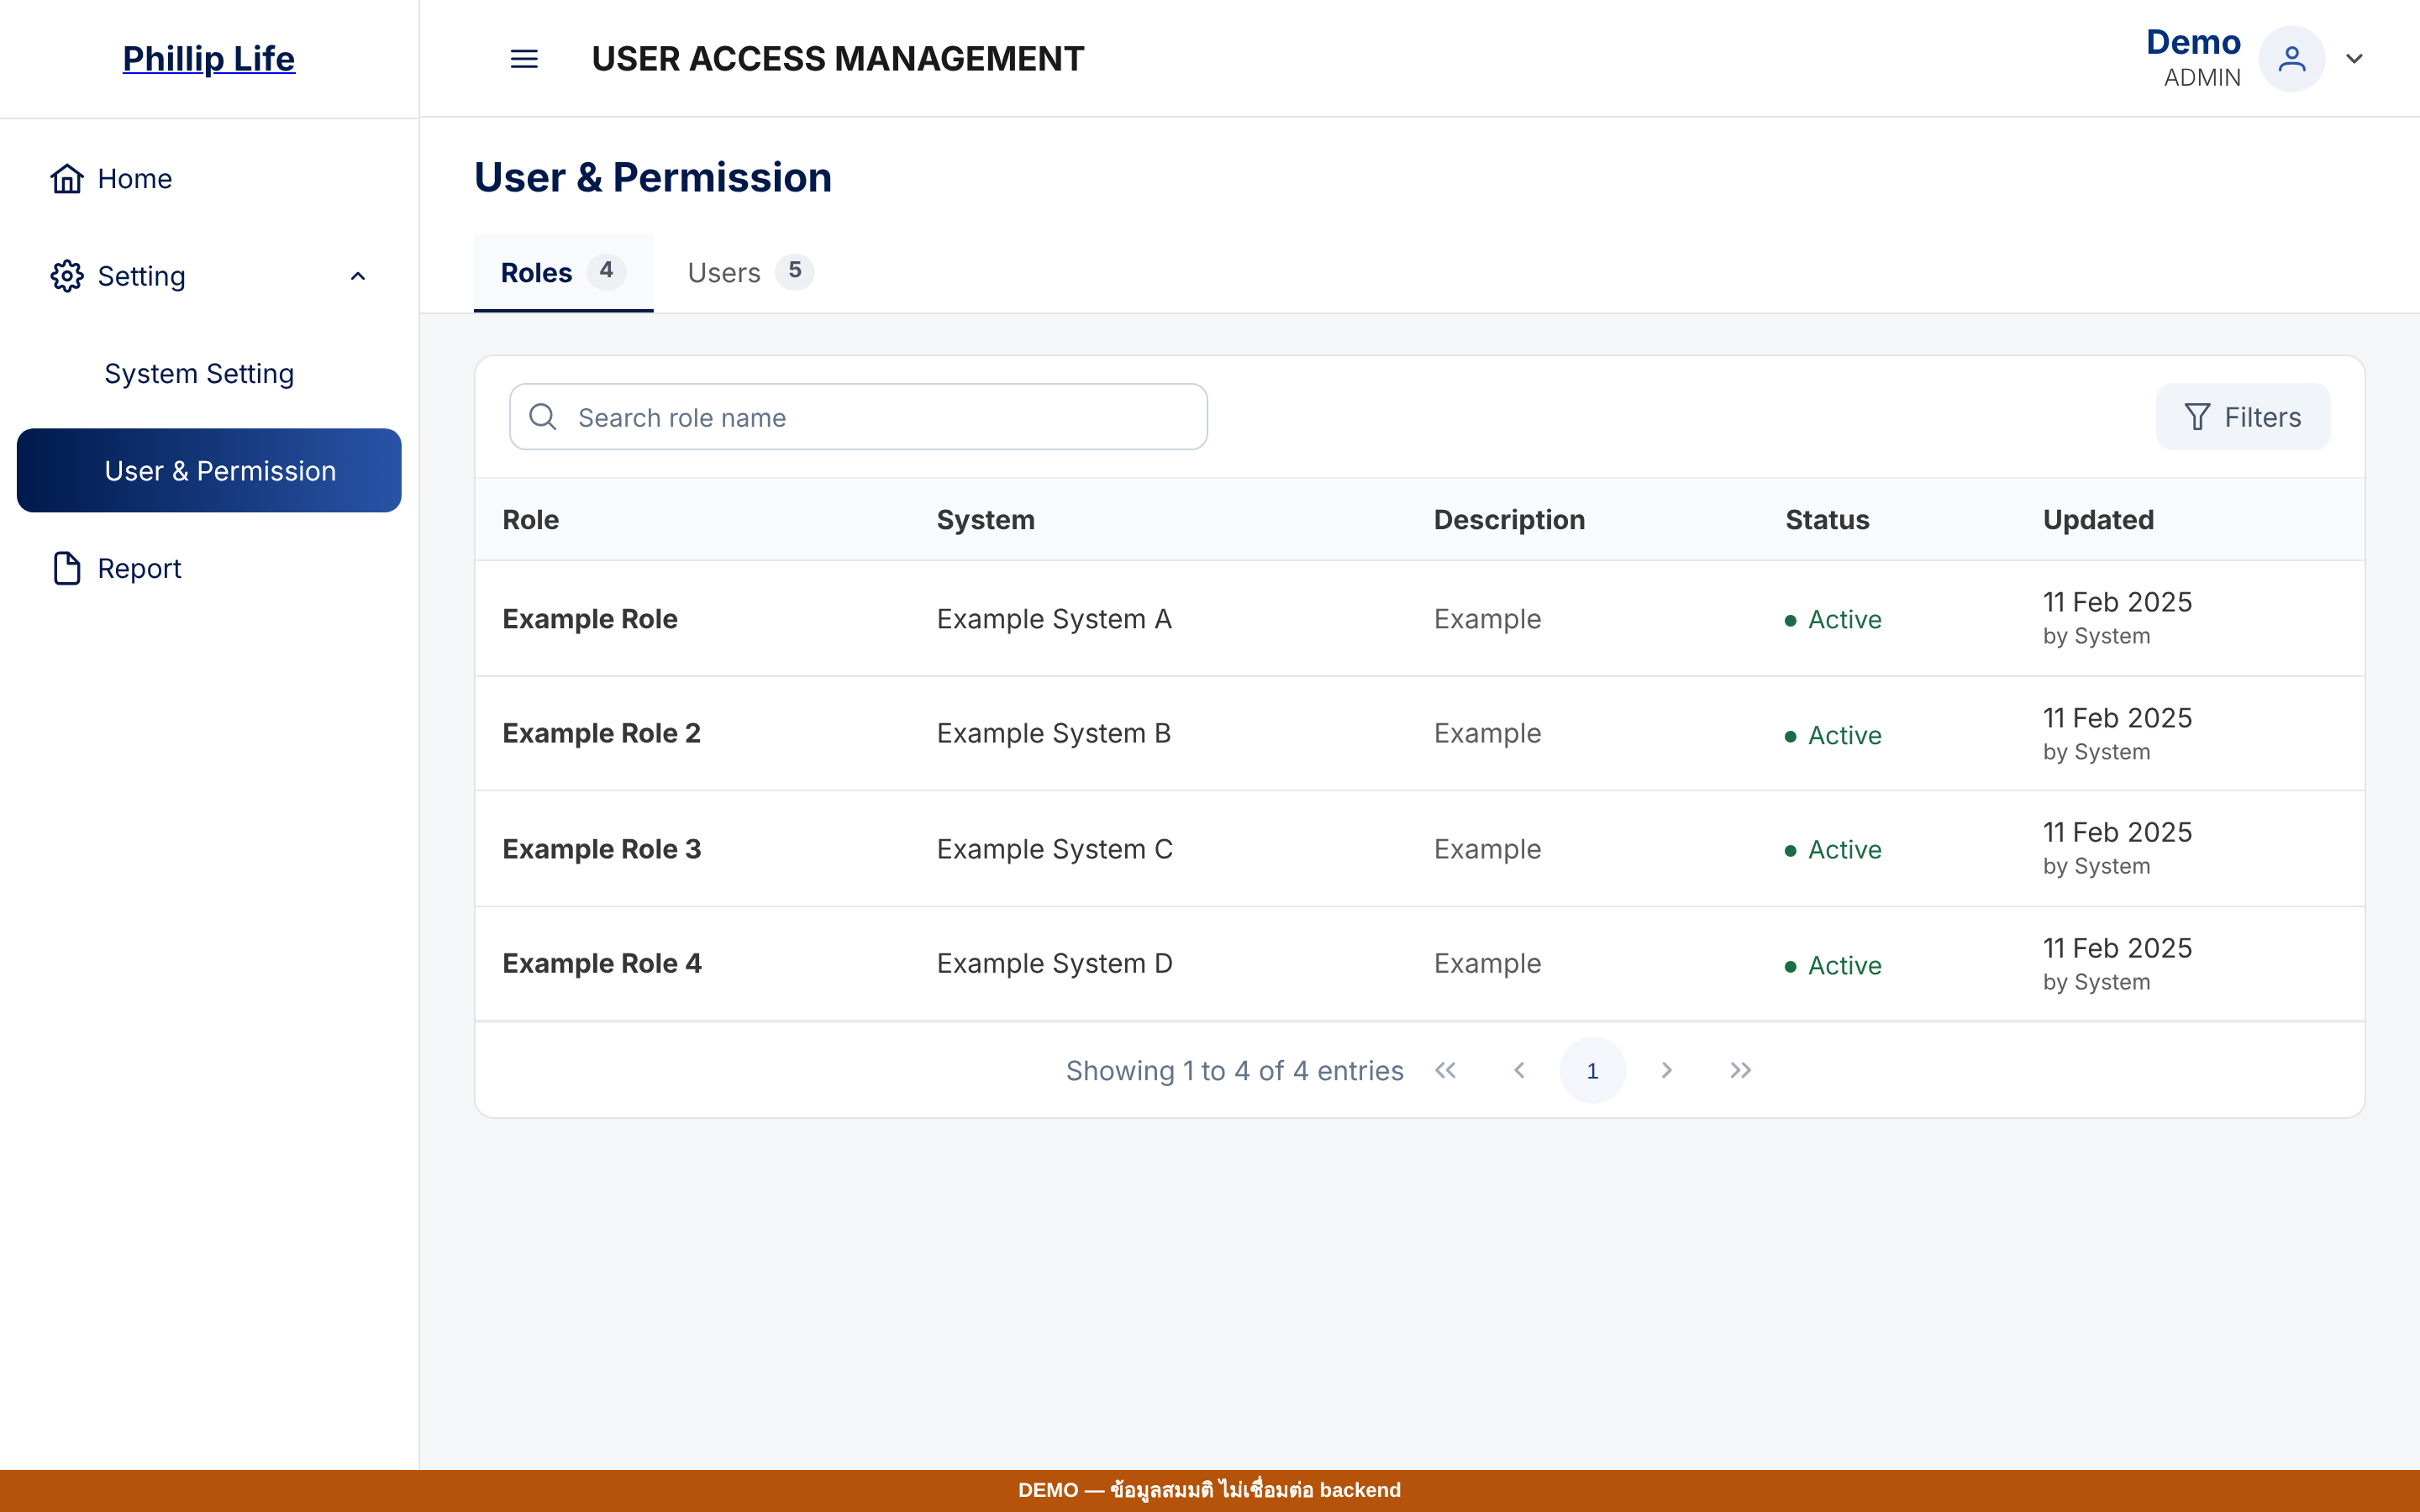 Phillip Life
USER ACCESS MANAGEMENT
Demo
ADMIN
Home
Setting
System Setting
User & Permission
Report
User & Permission
Roles 4 Users 5
Search role name
Filters
Role System Description Status Updated
Example Role Example System A Example Active 11 Feb 2025
by System
Example Role 2 Example System B Example Active 11 Feb 2025
by System
Example Role 3 Example System C Example Active 11 Feb 2025
by System
Example Role 4 Example System D Example Active 11 Feb 2025
by System
Showing 1 to 4 of 4 entries 1
DEMO — ข้อมูลสมมติ ไม่เชื่อมต่อ backend